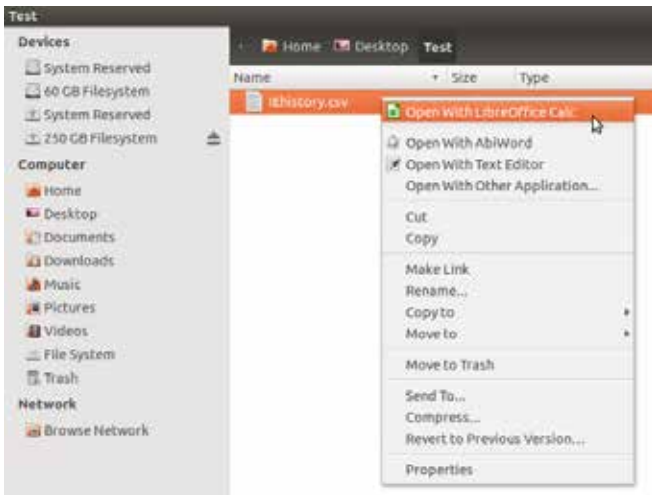 Test
Devices
System Reserved
60 GB Filesystem
System Reserved
250 GB Filesystem
Computer
Home
Desktop
Documents
Downloads
Music
Pictures
Videos
File System
Trash
Network
Browse Network
Home Desktop Test
Name Size Type
IEhistory.csv
Open With LibreOffice Calc
Open With AbiWord
Open With Text Editor
Open With Other Application...
Cut
Copy
Make Link
Rename...
Copy to
Move to
Move to Trash
Send To...
Compress...
Revert to Previous Version...
Properties